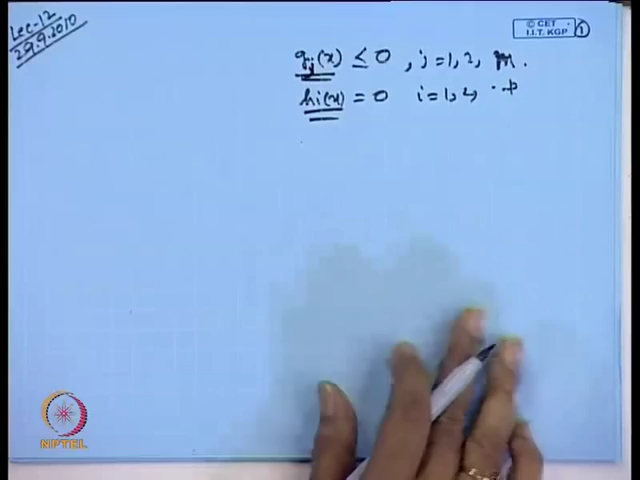 Lec-12
29.9.2010
© CET
I.I.T. KGP
1
gj(x) ≤ 0 , j = 1, 2, m.
hi(x) = 0 i = 1, 2, .. p
NPTEL